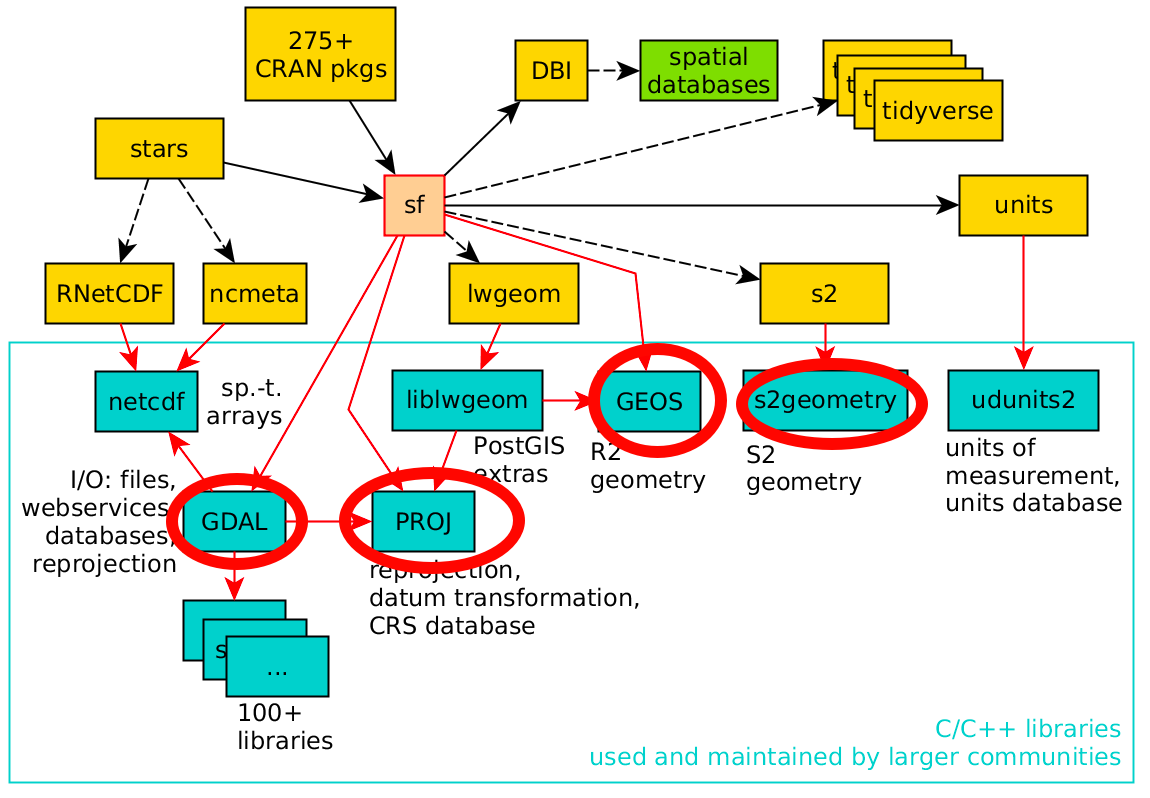 275+
CRAN pkgs
DBI
spatial
databases
t
t
t
tidyverse
stars
sf
units
RNetCDF
ncmeta
lwgeom
s2
netcdf
sp.-t.
arrays
liblwgeom
GEOS
s2geometry
udunits2
PostGIS
extras
R2
geometry
S2
geometry
units of
measurement,
units database
I/O: files,
webservices,
databases,
reprojection
GDAL
PROJ
reprojection,
datum transformation,
CRS database
s
...
100+
libraries
C/C++ libraries
used and maintained by larger communities